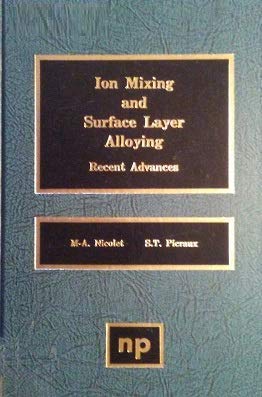 Ion Mixing
and
Surface Layer
Alloying
Recent Advances
M-A. Nicolet S.T. Picraux
np